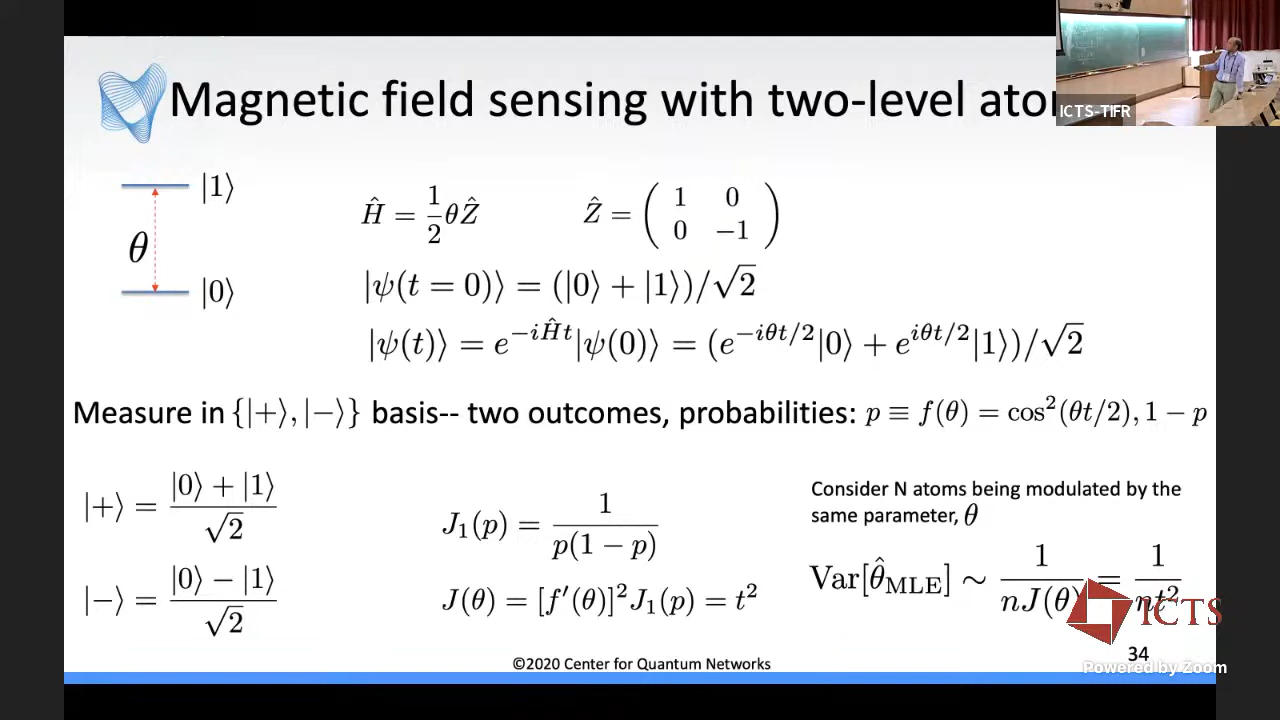 Magnetic field sensing with two-level ato
ICTS-TIFR
|1⟩
θ
|0⟩
Ĥ = 1/2 θẐ
Ẑ = ( 1 0 0 −1 )
|ψ(t = 0)⟩ = (|0⟩ + |1⟩)/√2
|ψ(t)⟩ = e^{−iĤt}|ψ(0)⟩ = (e^{−iθt/2}|0⟩ + e^{iθt/2}|1⟩)/√2
Measure in {|+⟩, |−⟩} basis-- two outcomes, probabilities: p ≡ f(θ) = cos²(θt/2), 1 − p
|+⟩ = (|0⟩ + |1⟩)/√2
|−⟩ = (|0⟩ − |1⟩)/√2
J₁(p) = 1/(p(1 − p))
J(θ) = [f′(θ)]²J₁(p) = t²
Consider N atoms being modulated by the
same parameter, θ
Var[θ̂_MLE] ∼ 1/(nJ(θ)) = 1/(nt²)
ICTS
34
©2020 Center for Quantum Networks
Powered by Zoom